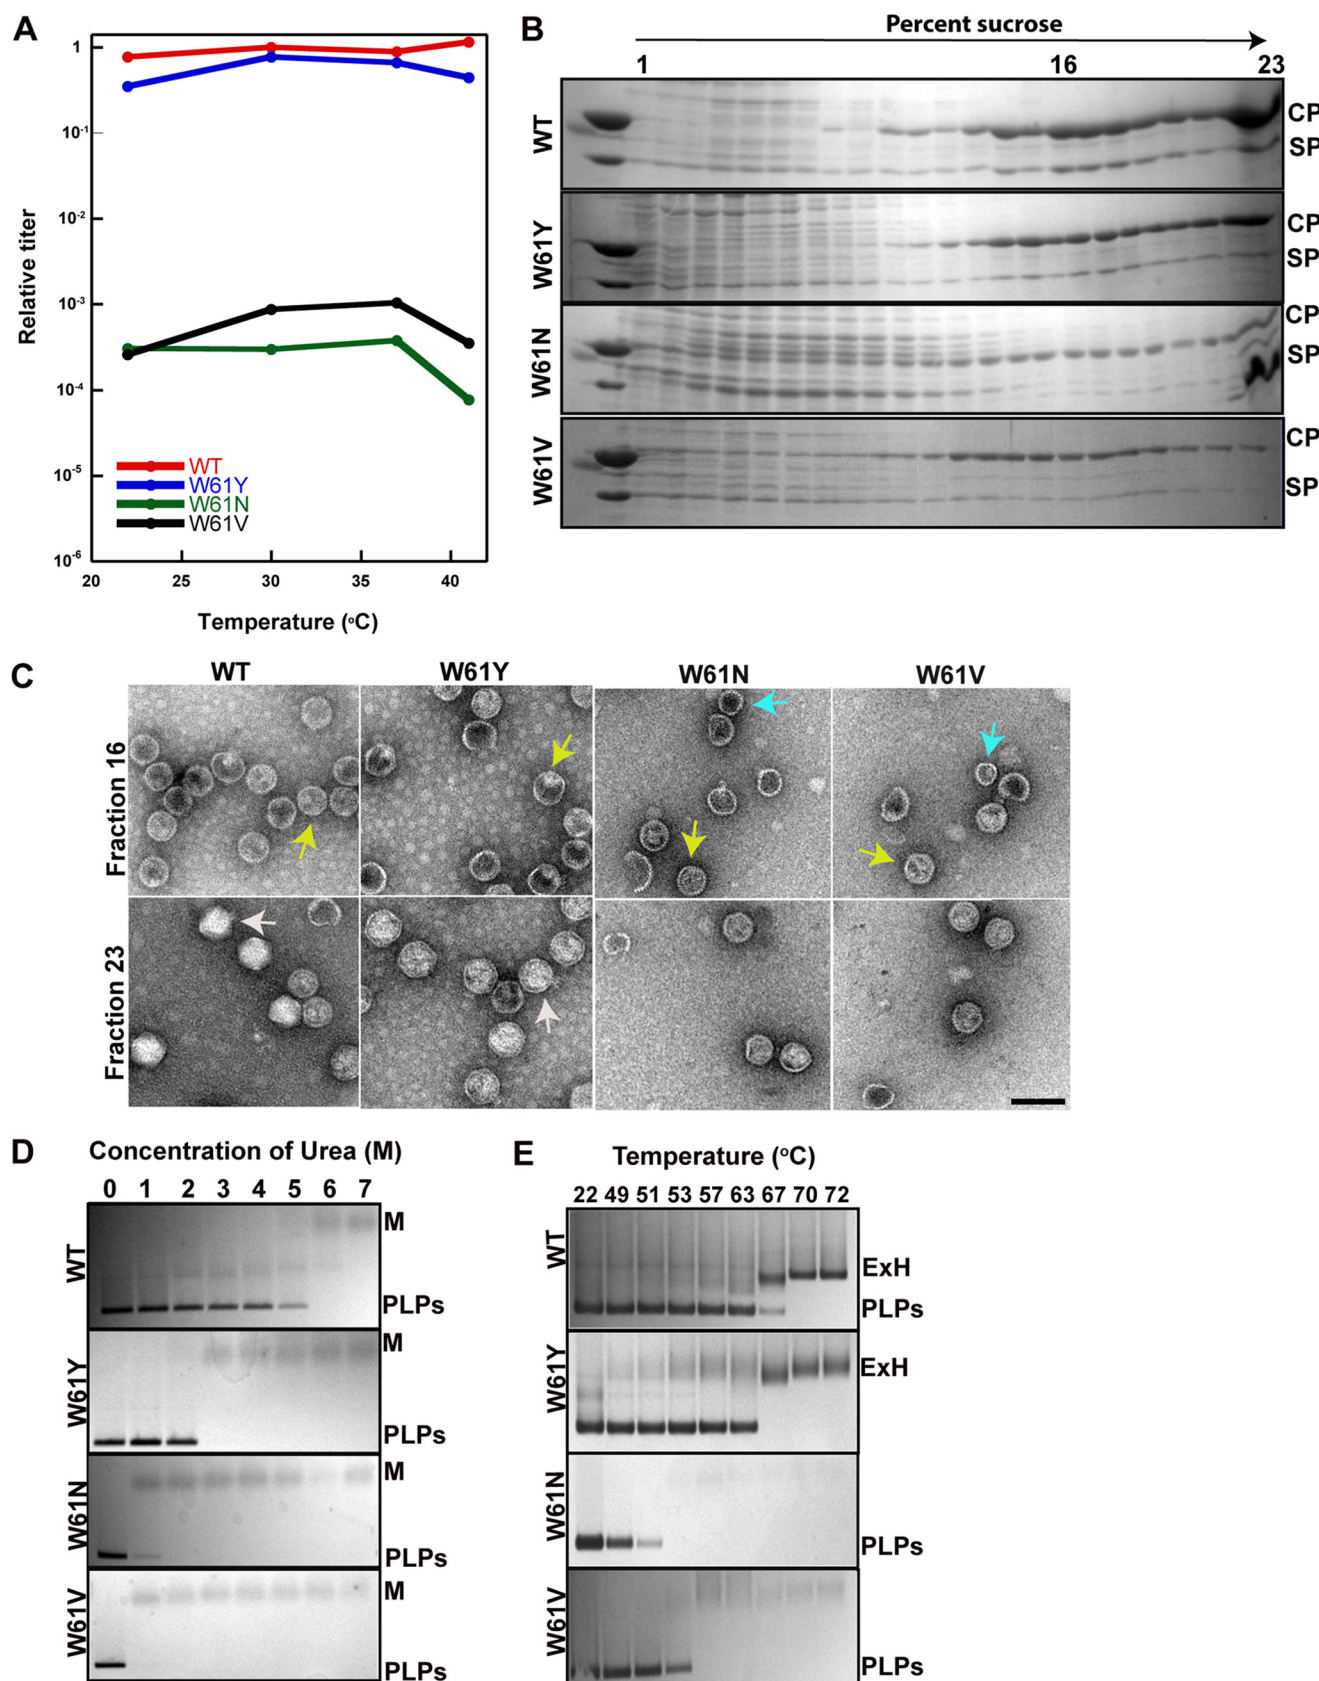 A
1
10-1
10-2
10-3
10-4
10-5
10-6
Relative titer
20 25 30 35 40
Temperature (oC)
WT
W61Y
W61N
W61V
B
Percent sucrose
1 16 23
WT
CP
SP
W61Y
CP
SP
W61N
CP
SP
W61V
CP
SP
C
WT W61Y W61N W61V
Fraction 16
Fraction 23
D
Concentration of Urea (M)
0 1 2 3 4 5 6 7
WT
M
PLPs
W61Y
M
PLPs
W61N
M
PLPs
W61V
M
PLPs
E
Temperature (oC)
22 49 51 53 57 63 67 70 72
WT
ExH
PLPs
W61Y
ExH
W61N
PLPs
W61V
PLPs